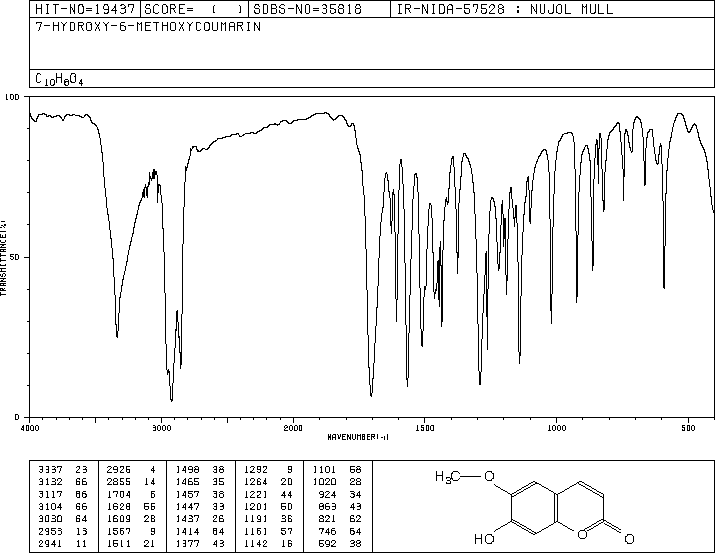 HIT-NO=19437 SCORE= ( ) SDBS-NO=35818 IR-NIDA-57528 : NUJOL MULL
7-HYDROXY-6-METHOXYCOUMARIN
C10H8O4
100
50
0
TRANSMITTANCE(%)
4000 3000 2000 1500 1000 500
WAVENUMBER(-1)
3337 23 2926 4 1498 38 1292 9 1101 58
3132 66 2855 14 1465 35 1264 20 1020 28
3117 66 1704 6 1457 38 1221 44 924 34
3104 66 1628 55 1447 33 1201 50 863 43
3030 64 1609 28 1437 26 1191 36 821 62
2953 13 1567 9 1414 64 1161 57 746 64
2941 11 1511 21 1377 43 1142 16 592 38
H3C O
HO O O